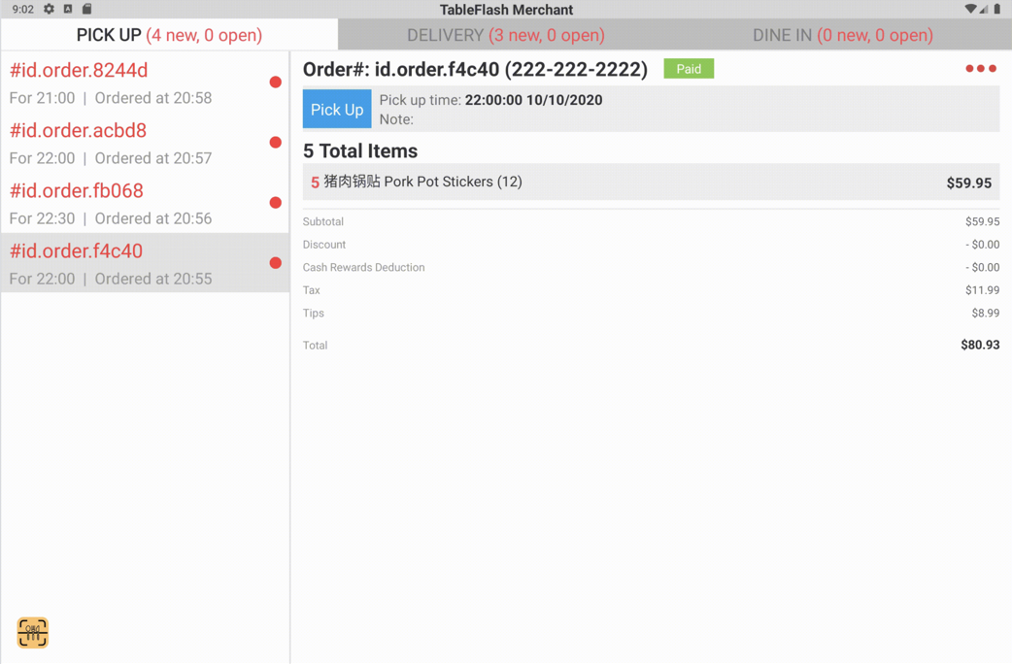 9:02
TableFlash Merchant
PICK UP (4 new, 0 open)
DELIVERY (3 new, 0 open)
DINE IN (0 new, 0 open)
#id.order.8244d
For 21:00 | Ordered at 20:58
#id.order.acbd8
For 22:00 | Ordered at 20:57
#id.order.fb068
For 22:30 | Ordered at 20:56
#id.order.f4c40
For 22:00 | Ordered at 20:55
Order#: id.order.f4c40 (222-222-2222)
Paid
Pick Up
Pick up time: 22:00:00 10/10/2020
Note:
5 Total Items
5 猪肉锅贴 Pork Pot Stickers (12) $59.95
Subtotal $59.95
Discount - $0.00
Cash Rewards Deduction - $0.00
Tax $11.99
Tips $8.99
Total $80.93